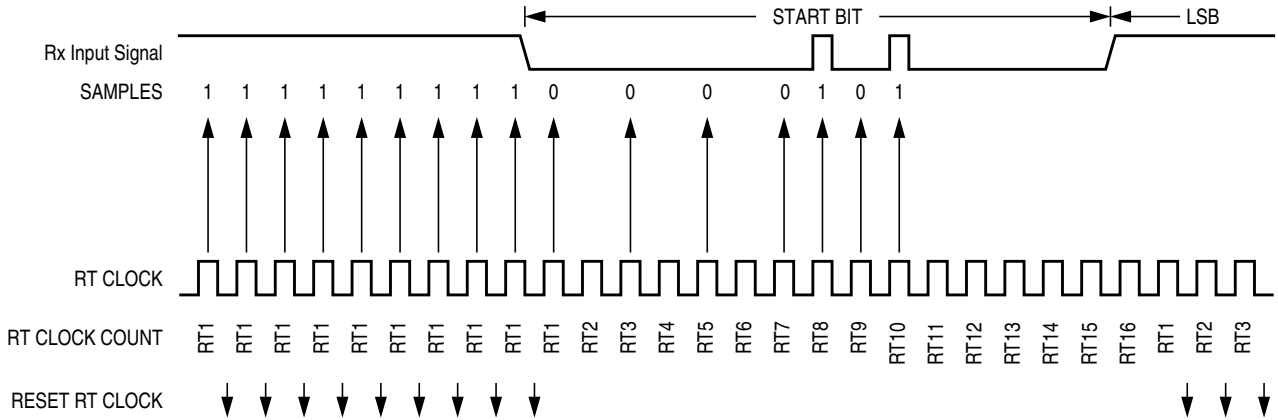 START BIT LSB
Rx Input Signal
SAMPLES 1 1 1 1 1 1 1 1 1 0 0 0 0 1 0 1
RT CLOCK
RT CLOCK COUNT RT1 RT1 RT1 RT1 RT1 RT1 RT1 RT1 RT1 RT1 RT2 RT3 RT4 RT5 RT6 RT7 RT8 RT9 RT10 RT11 RT12 RT13 RT14 RT15 RT16 RT1 RT2 RT3
RESET RT CLOCK